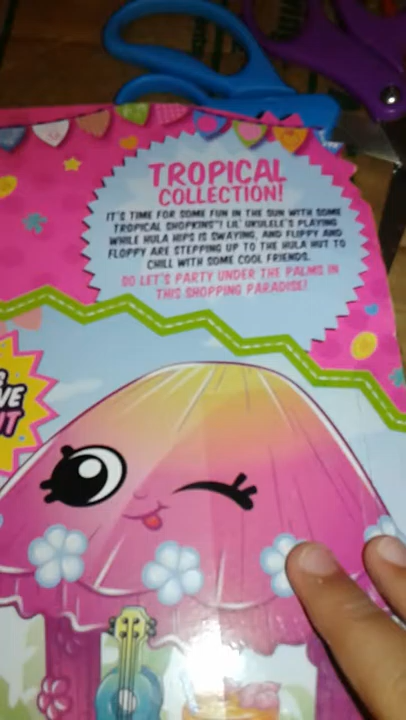 TROPICAL
COLLECTION!
IT'S TIME FOR SOME FUN IN THE SUN WITH SOME
TROPICAL SHOPKINS™! LIL' UKULELE'S PLAYING
WHILE HULA HIPS IS SWAYING, AND FLIPPY AND
FLOPPY ARE STEPPING UP TO THE HULA HUT TO
CHILL WITH SOME COOL FRIENDS.
SO LET'S PARTY UNDER THE PALMS IN
THIS SHOPPING PARADISE!